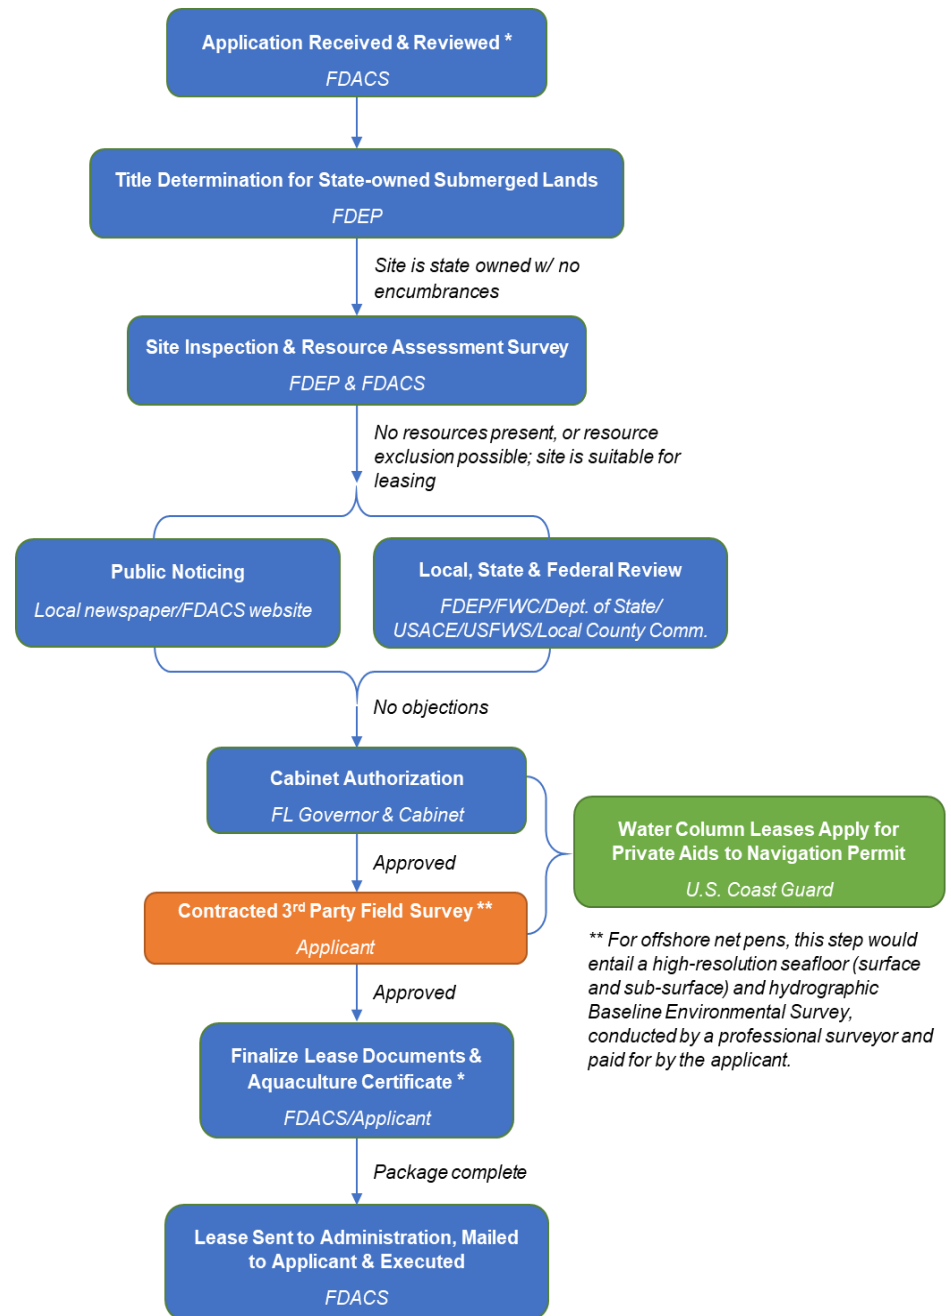 Application Received & Reviewed *
FDACS
Title Determination for State-owned Submerged Lands
FDEP
Site is state owned w/ no
encumbrances
Site Inspection & Resource Assessment Survey
FDEP & FDACS
No resources present, or resource
exclusion possible; site is suitable for
leasing
Public Noticing
Local newspaper/FDACS website
Local, State & Federal Review
FDEP/FWC/Dept. of State/
USACE/USFWS/Local County Comm.
No objections
Cabinet Authorization
FL Governor & Cabinet
Approved
Water Column Leases Apply for
Private Aids to Navigation Permit
U.S. Coast Guard
Contracted 3rd Party Field Survey **
Applicant
** For offshore net pens, this step would
entail a high-resolution seafloor (surface
and sub-surface) and hydrographic
Baseline Environmental Survey,
conducted by a professional surveyor and
paid for by the applicant.
Approved
Finalize Lease Documents &
Aquaculture Certificate *
FDACS/Applicant
Package complete
Lease Sent to Administration, Mailed
to Applicant & Executed
FDACS